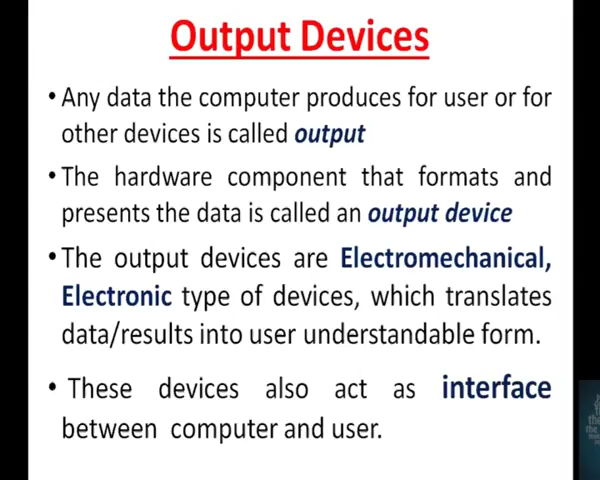 Output Devices
• Any data the computer produces for user or for
other devices is called output
• The hardware component that formats and
presents the data is called an output device
• The output devices are Electromechanical,
Electronic type of devices, which translates
data/results into user understandable form.
• These devices also act as interface
between computer and user.